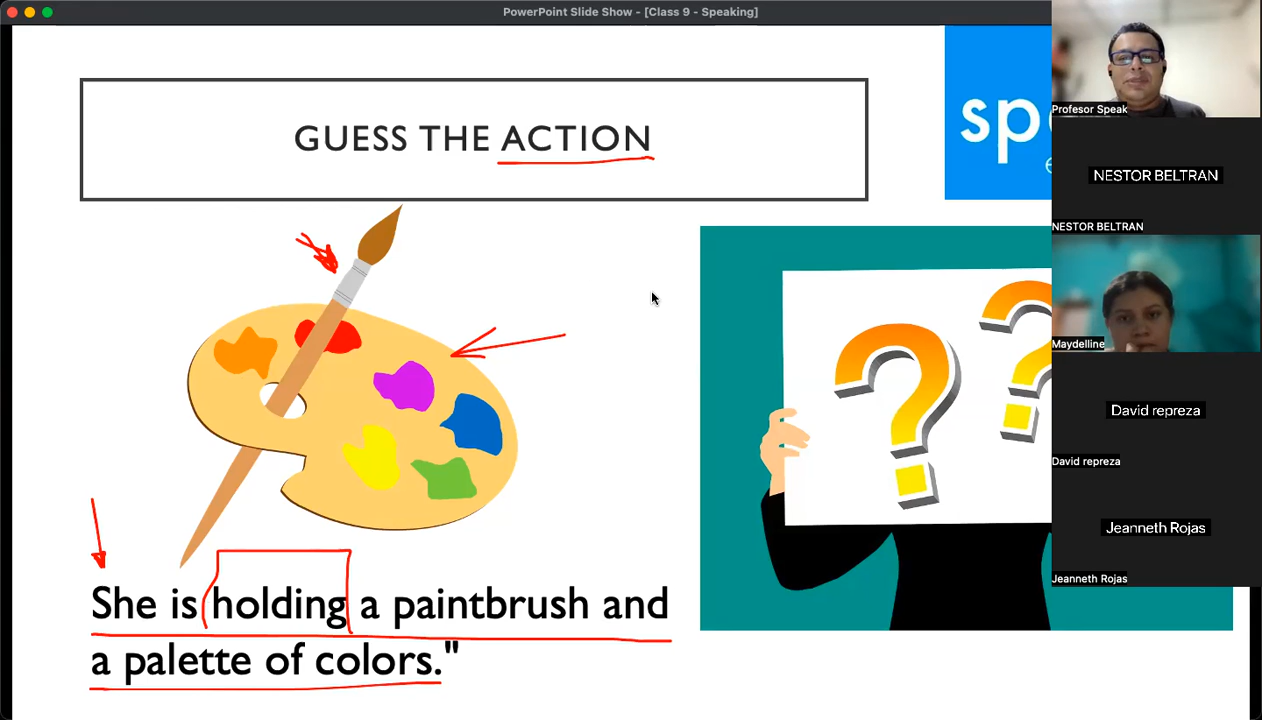 PowerPoint Slide Show - [Class 9 - Speaking]
GUESS THE ACTION
She is holding a paintbrush and
a palette of colors."
Profesor Speak
NESTOR BELTRAN
NESTOR BELTRAN
Maydelline
David repreza
David repreza
Jeanneth Rojas
Jeanneth Rojas